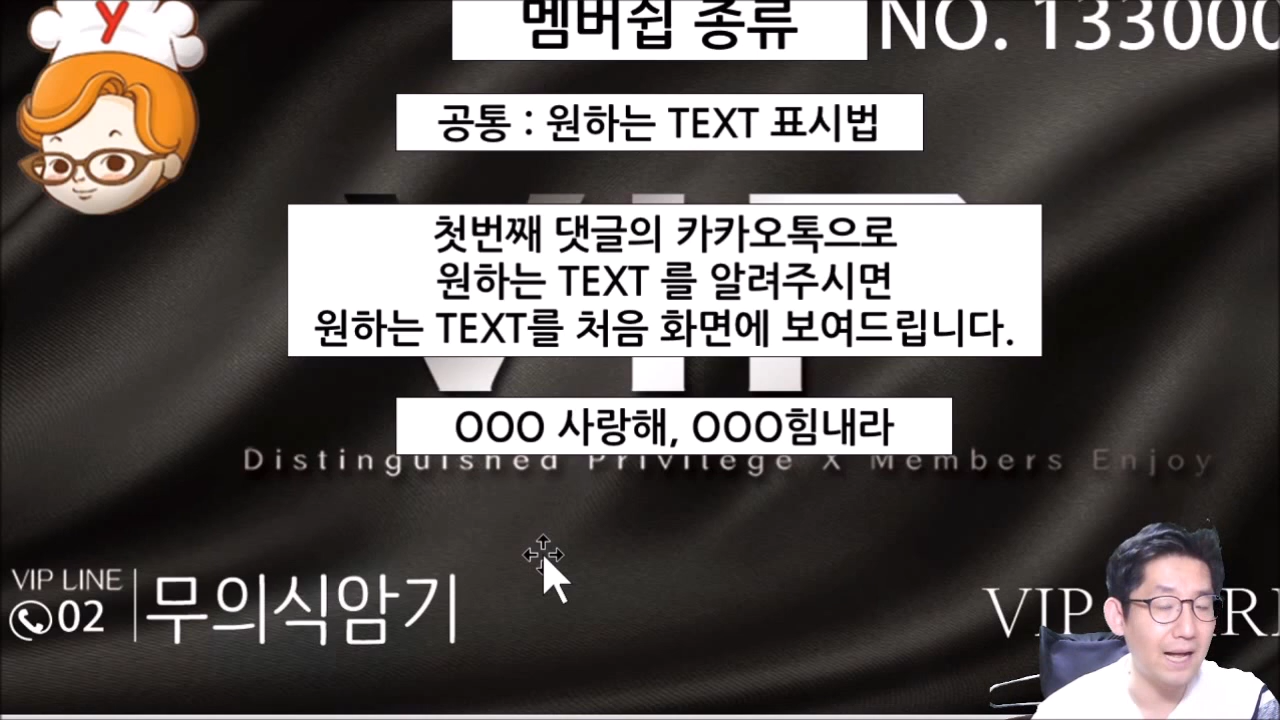 Y
멤버쉽 종류
NO. 133000
공통 : 원하는 TEXT 표시법
첫번째 댓글의 카카오톡으로
원하는 TEXT 를 알려주시면
원하는 TEXT를 처음 화면에 보여드립니다.
VIP
OOO 사랑해, OOO힘내라
Distinguished Privilege X Members Enjoy
VIP LINE
02
무의식암기
VIP